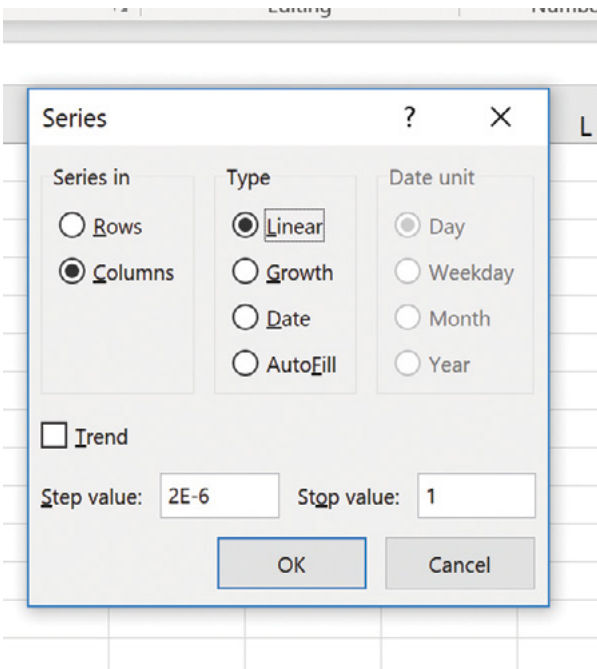 Editing
Series ? X
L
Series in
Rows
Columns
Type
Linear
Growth
Date
AutoFill
Date unit
Day
Weekday
Month
Year
Trend
Step value: 2E-6 Stop value: 1
OK Cancel